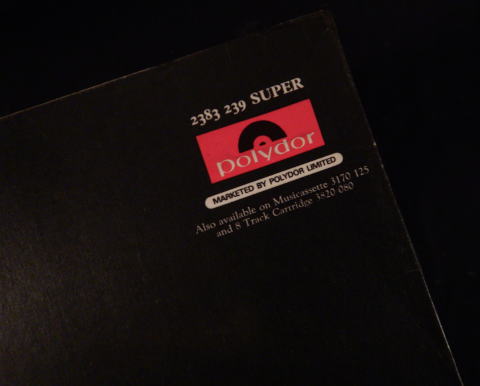 2383 239 SUPER
polydor
MARKETED BY POLYDOR LIMITED
Also available on Musicassette 3170 125
and 8 Track Cartridge 3820 080